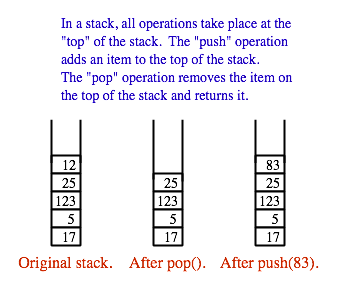 In a stack, all operations take place at the
"top" of the stack. The "push" operation
adds an item to the top of the stack.
The "pop" operation removes the item on
the top of the stack and returns it.
12
25
123
5
17
25
123
5
17
83
25
123
5
17
Original stack. After pop(). After push(83).